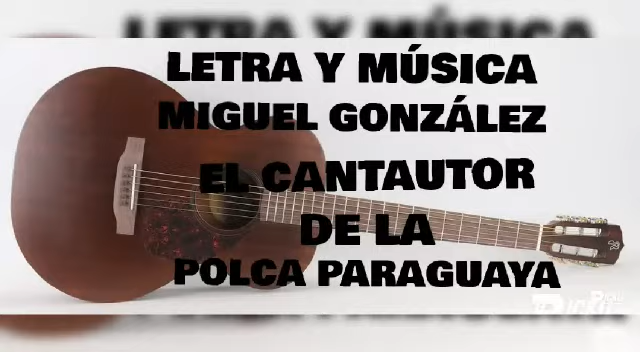 LETRA Y MÚSICA
MIGUEL GONZÁLEZ
EL CANTAUTOR
DE LA
POLCA PARAGUAYA